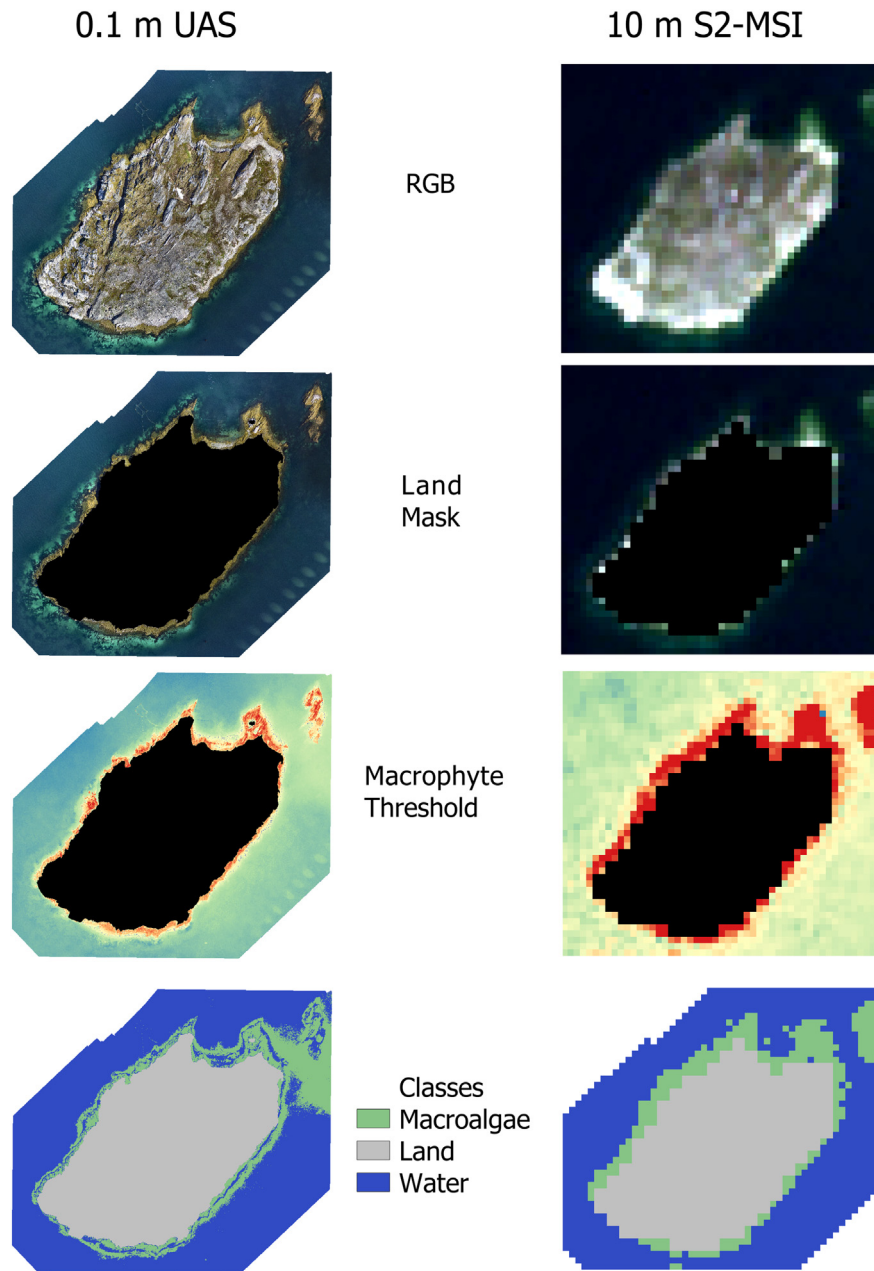 0.1 m UAS
10 m S2-MSI
RGB
Land
Mask
Macrophyte
Threshold
Classes
Macroalgae
Land
Water